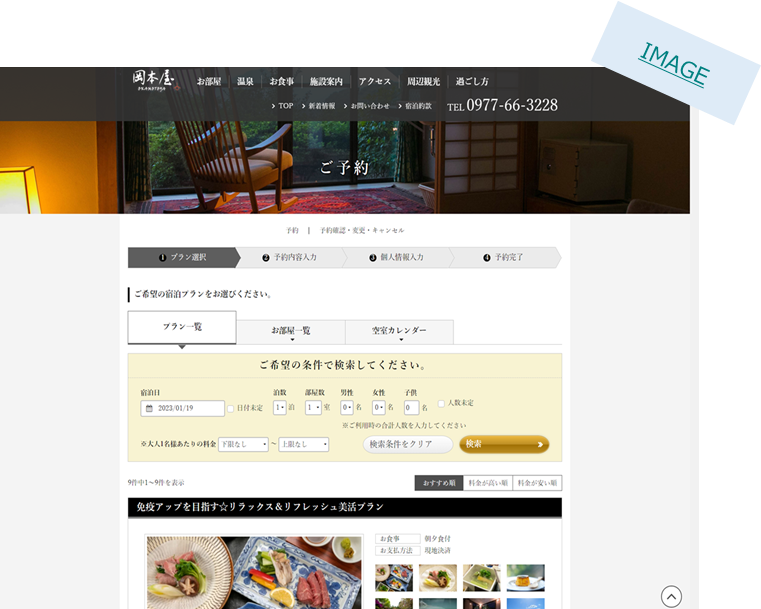 IMAGE
岡本屋
OKAMOTOYA
お部屋 温泉 お食事 施設案内 アクセス 周辺観光 過ごし方
TOP 新着情報 お問い合わせ 宿泊約款 TEL 0977-66-3228
ご予約
予約 | 予約確認・変更・キャンセル
❶ プラン選択 ❷ 予約内容入力 ❸ 個人情報入力 ❹ 予約完了
ご希望の宿泊プランをお選びください。
プラン一覧 お部屋一覧 空室カレンダー
ご希望の条件で検索してください。
宿泊日 泊数 部屋数 男性 女性 子供
2023/01/19 日付未定 1 泊 1 室 0 名 0 名 0 名 人数未定
※ご利用時の合計人数を入力してください
※大人1名様あたりの料金 下限なし ~ 上限なし 検索条件をクリア 検索
9件中1~9件を表示 おすすめ順 料金が高い順 料金が安い順
免疫アップを目指す☆リラックス&リフレッシュ美活プラン
お食事 朝夕食付
お支払方法 現地決済